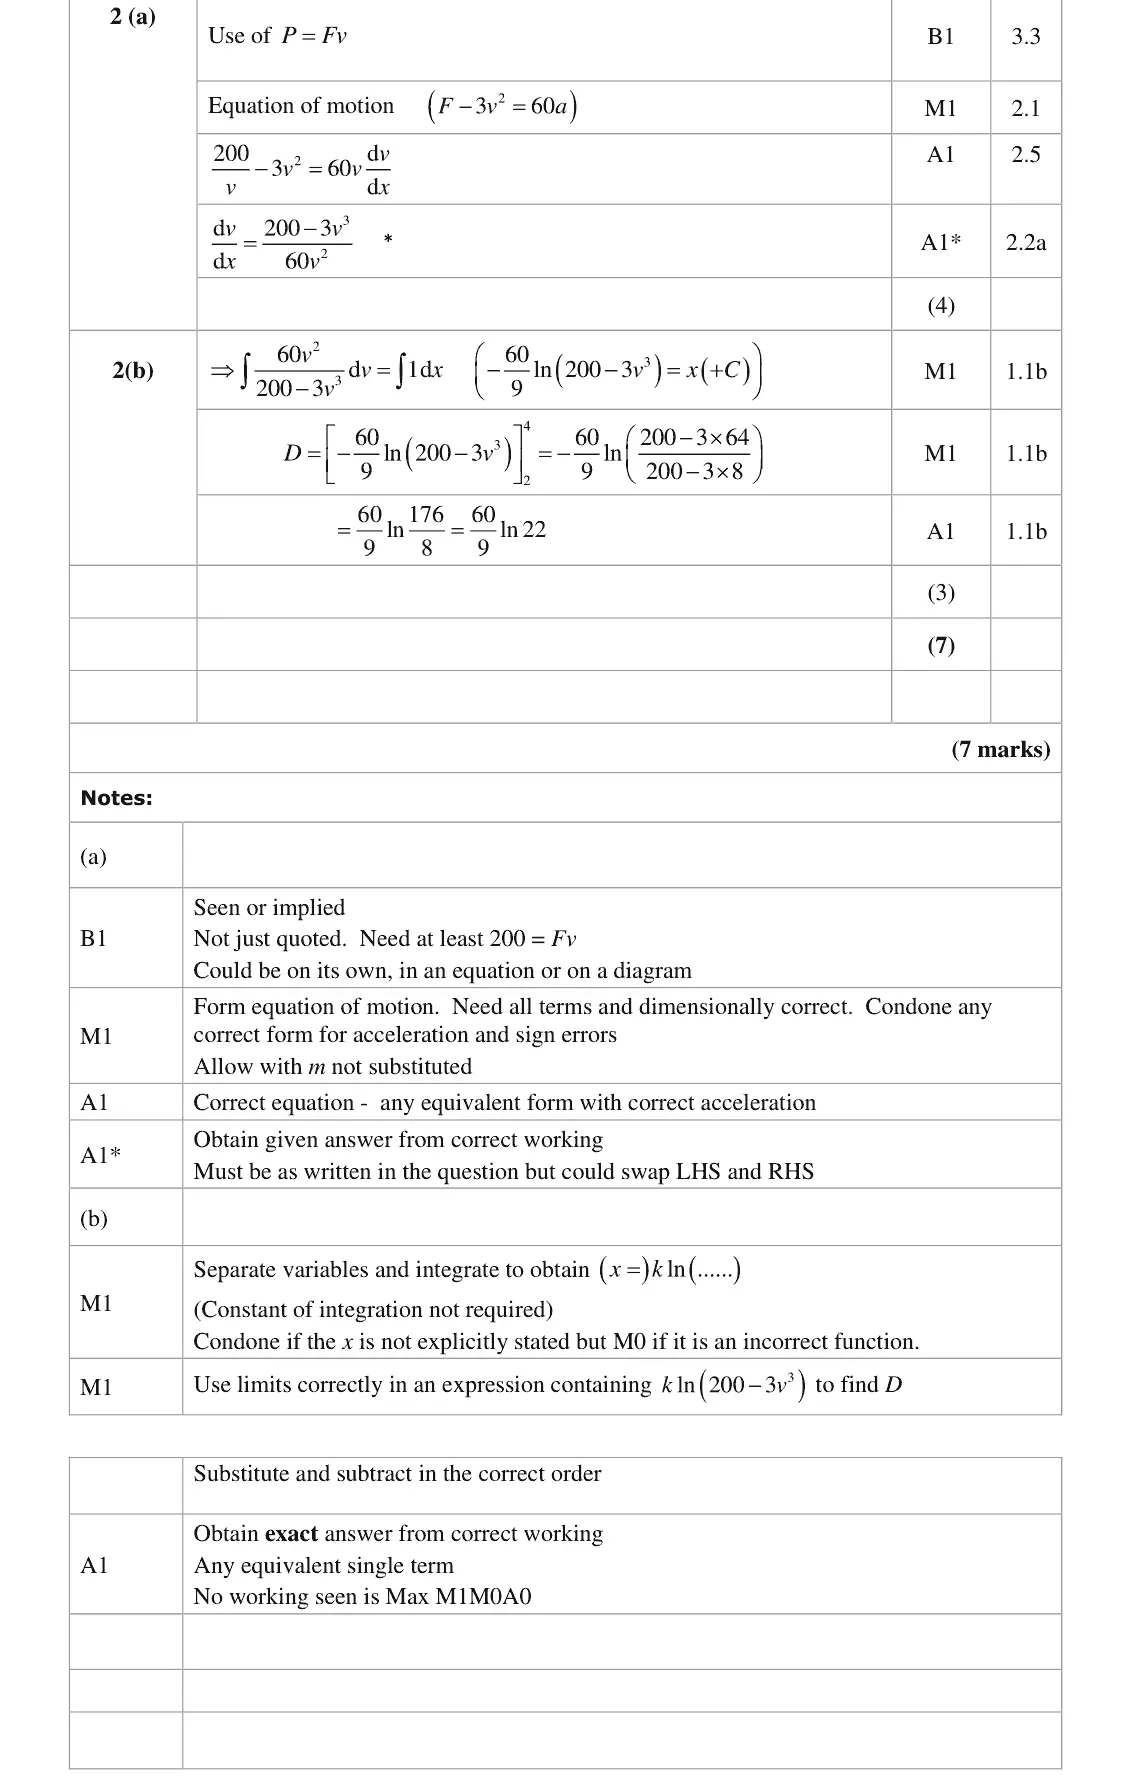 2 (a)
Use of P = Fv
B1
3.3
Equation of motion (F − 3v² = 60a)
M1
2.1
200/v − 3v² = 60v dv/dx
A1
2.5
dv/dx = (200 − 3v³)/(60v²) *
A1*
2.2a
(4)
2(b)
⇒ ∫ 60v²/(200 − 3v³) dv = ∫ 1dx (−60/9 ln(200 − 3v³) = x(+C))
M1
1.1b
D = [−60/9 ln(200 − 3v³)]₂⁴ = −60/9 ln((200 − 3×64)/(200 − 3×8))
M1
1.1b
= 60/9 ln 176/8 = 60/9 ln 22
A1
1.1b
(3)
(7)
(7 marks)
Notes:
(a)
B1
Seen or implied
Not just quoted. Need at least 200 = Fv
Could be on its own, in an equation or on a diagram
M1
Form equation of motion. Need all terms and dimensionally correct. Condone any
correct form for acceleration and sign errors
Allow with m not substituted
A1
Correct equation - any equivalent form with correct acceleration
A1*
Obtain given answer from correct working
Must be as written in the question but could swap LHS and RHS
(b)
M1
Separate variables and integrate to obtain (x =)k ln(......)
(Constant of integration not required)
Condone if the x is not explicitly stated but M0 if it is an incorrect function.
M1
Use limits correctly in an expression containing k ln(200 − 3v³) to find D
Substitute and subtract in the correct order
A1
Obtain exact answer from correct working
Any equivalent single term
No working seen is Max M1M0A0